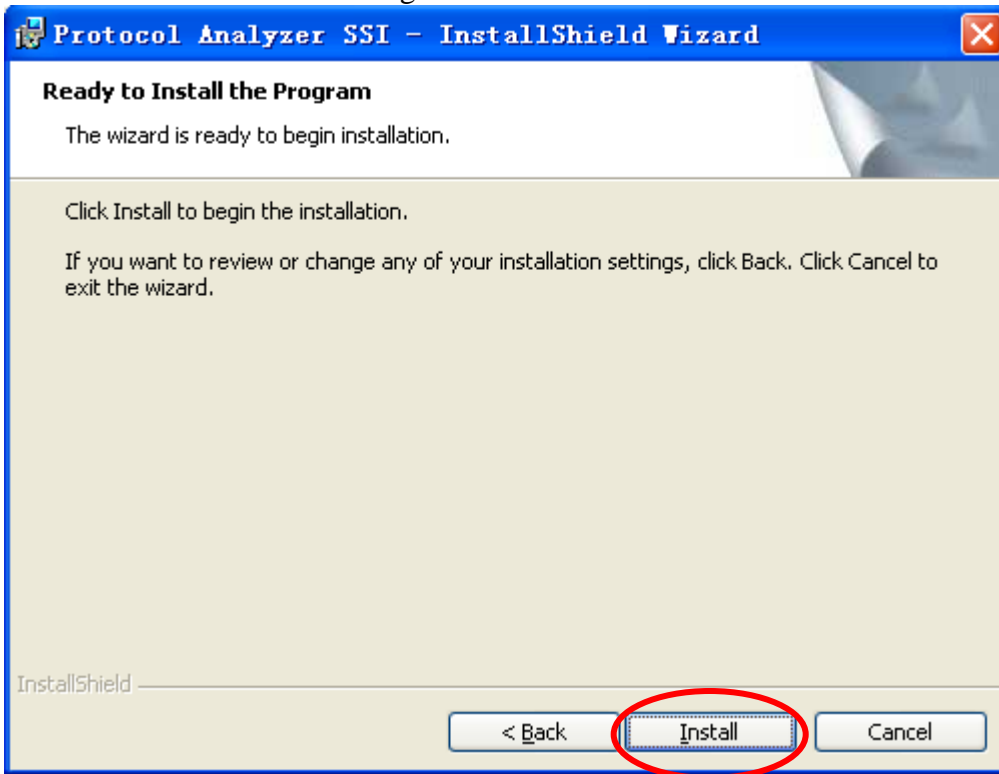 Protocol Analyzer SSI - InstallShield Wizard
Ready to Install the Program
The wizard is ready to begin installation.
Click Install to begin the installation.
If you want to review or change any of your installation settings, click Back. Click Cancel to
exit the wizard.
InstallShield
< Back
Install
Cancel